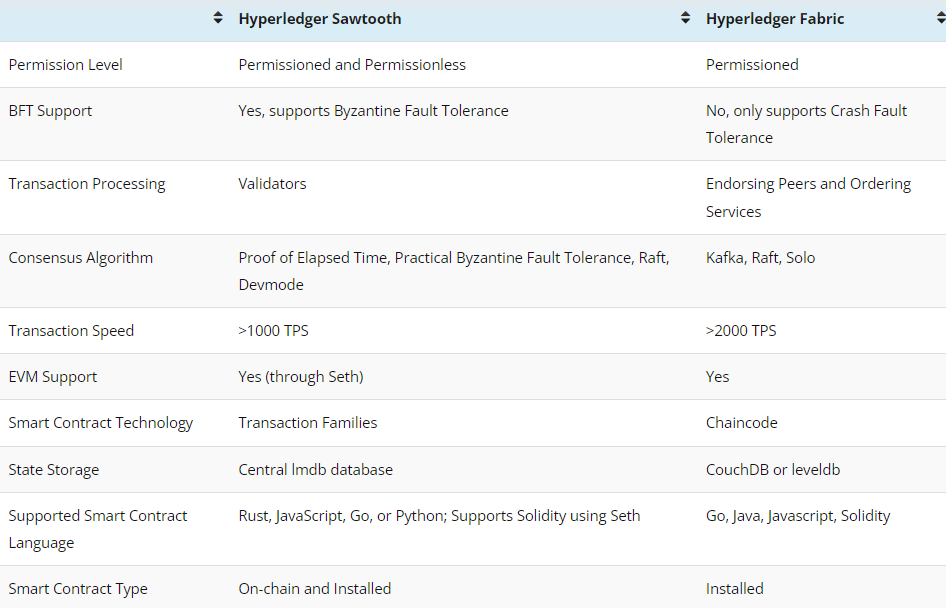 Hyperledger Sawtooth Hyperledger Fabric
Permission Level Permissioned and Permissionless Permissioned
BFT Support Yes, supports Byzantine Fault Tolerance No, only supports Crash Fault
Tolerance
Transaction Processing Validators Endorsing Peers and Ordering
Services
Consensus Algorithm Proof of Elapsed Time, Practical Byzantine Fault Tolerance, Raft, Kafka, Raft, Solo
Devmode
Transaction Speed >1000 TPS >2000 TPS
EVM Support Yes (through Seth) Yes
Smart Contract Technology Transaction Families Chaincode
State Storage Central lmdb database CouchDB or leveldb
Supported Smart Contract Rust, JavaScript, Go, or Python; Supports Solidity using Seth Go, Java, Javascript, Solidity
Language
Smart Contract Type On-chain and Installed Installed